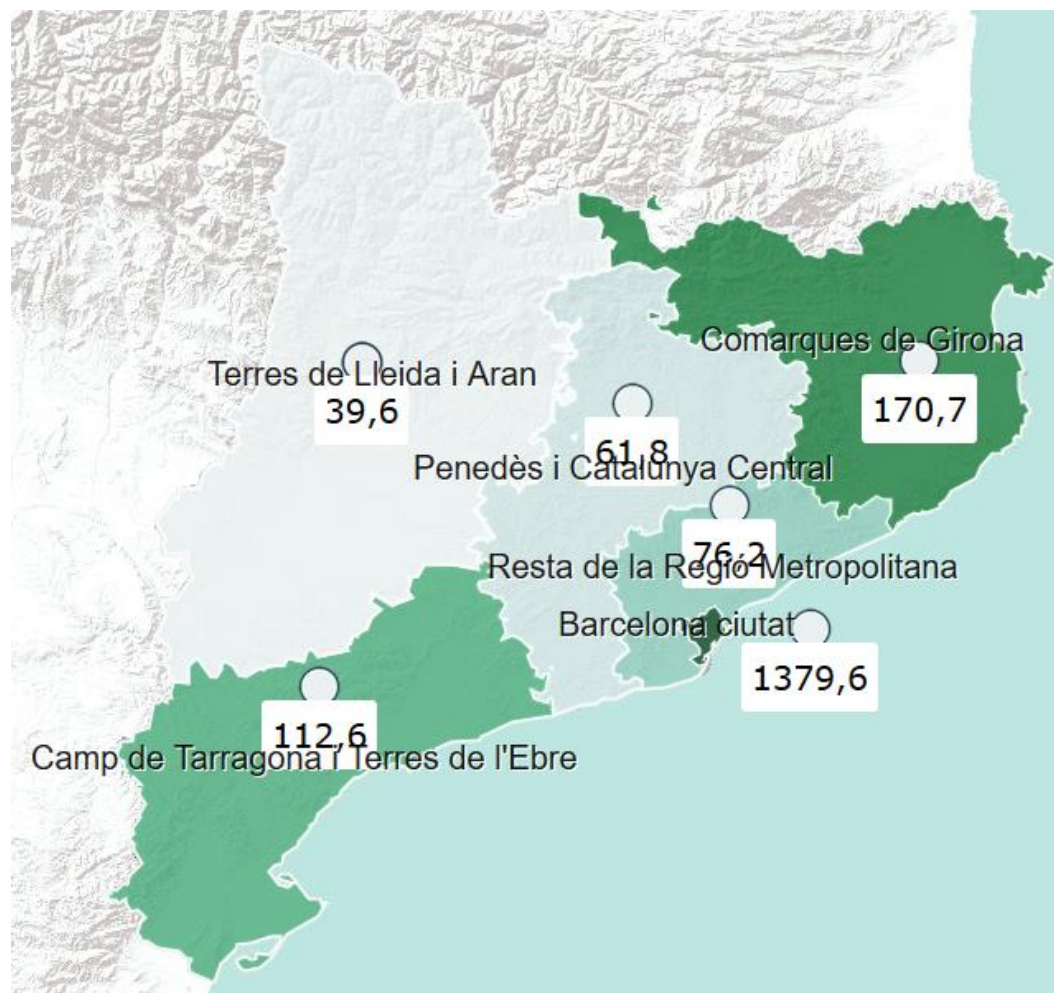 Comarques de Girona
170,7
Terres de Lleida i Aran
39,6
61,8
Penedès i Catalunya Central
76,2
Resta de la Regió Metropolitana
Barcelona ciutat
1379,6
112,6
Camp de Tarragona i Terres de l'Ebre